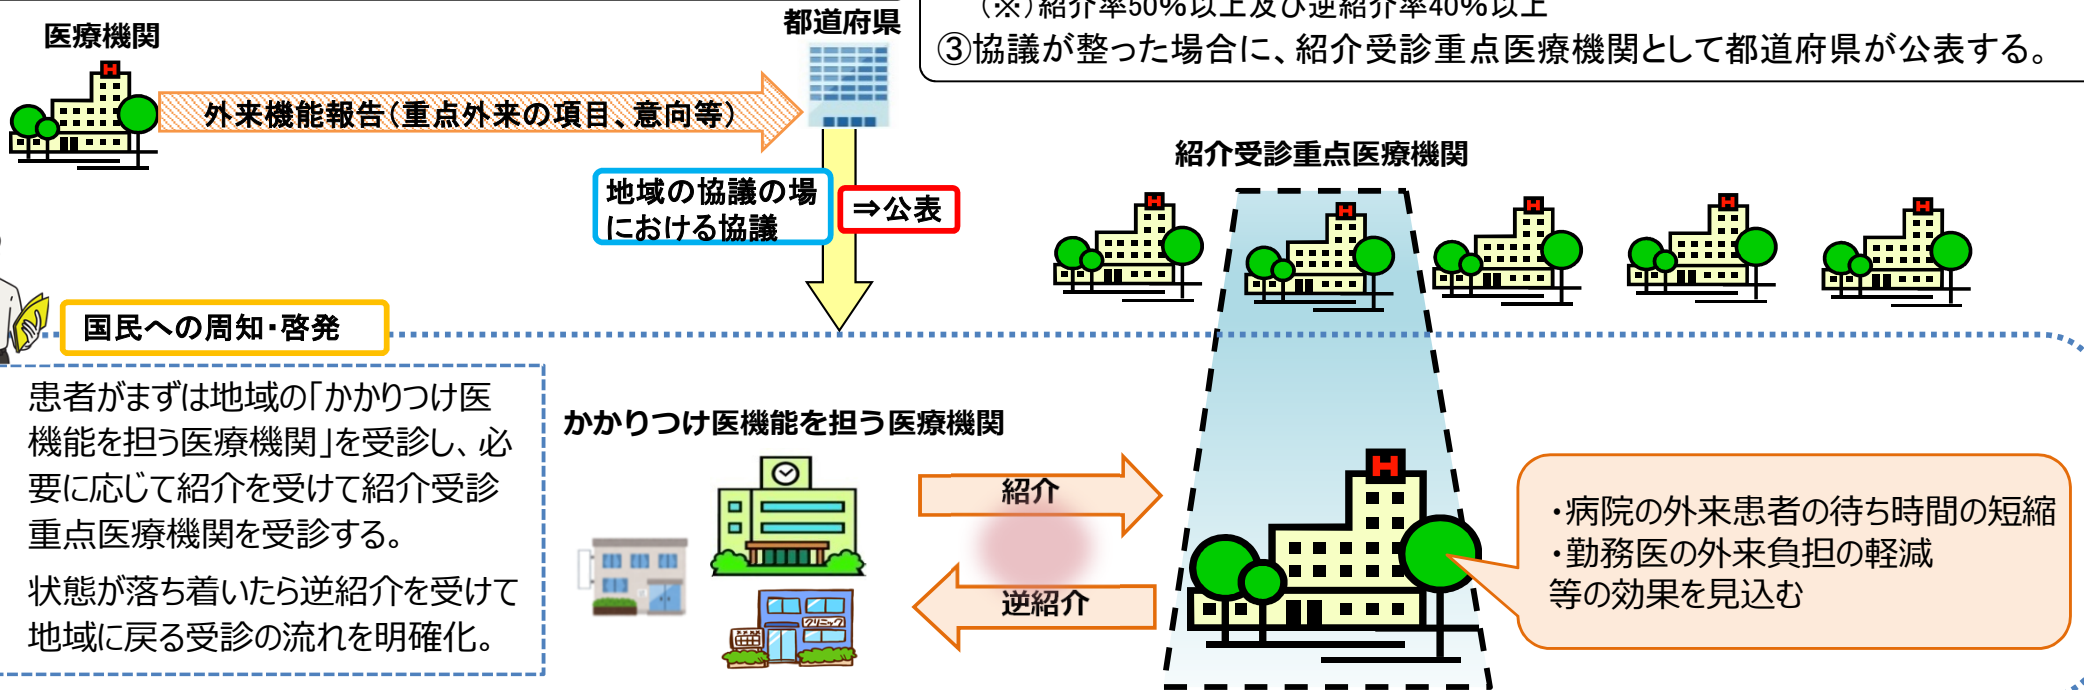 (※)紹介率50%以上及び逆紹介率40%以上
③協議が整った場合に、紹介受診重点医療機関として都道府県が公表する。
医療機関
都道府県
外来機能報告(重点外来の項目、意向等)
地域の協議の場
における協議
⇒公表
紹介受診重点医療機関
国民への周知・啓発
患者がまずは地域の「かかりつけ医
機能を担う医療機関」を受診し、必
要に応じて紹介を受けて紹介受診
重点医療機関を受診する。
状態が落ち着いたら逆紹介を受けて
地域に戻る受診の流れを明確化。
かかりつけ医機能を担う医療機関
クリニック
紹介
逆紹介
・病院の外来患者の待ち時間の短縮
・勤務医の外来負担の軽減
等の効果を見込む